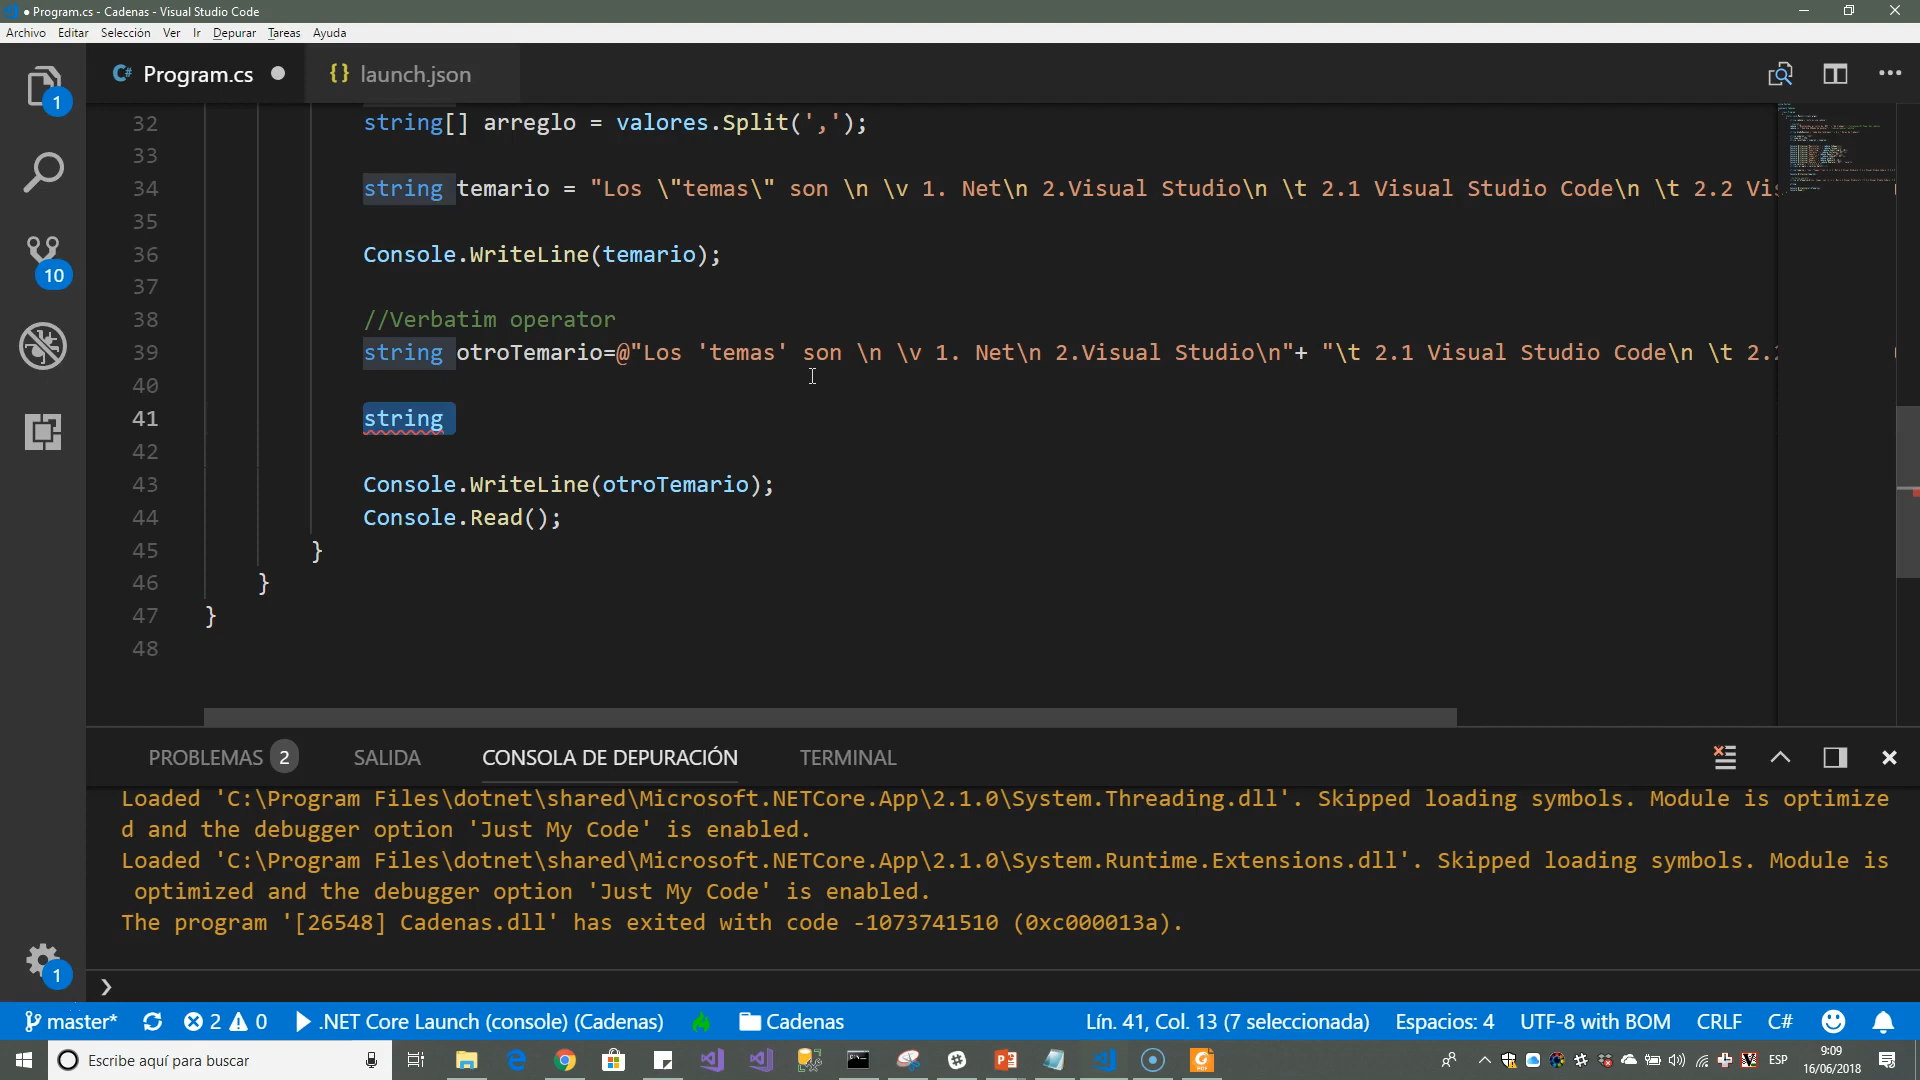 ● Program.cs - Cadenas - Visual Studio Code
Archivo Editar Selección Ver Ir Depurar Tareas Ayuda
Program.cs ● {} launch.json
32 string[] arreglo = valores.Split(',');
33
34 string temario = "Los \"temas\" son \n \v 1. Net\n 2.Visual Studio\n \t 2.1 Visual Studio Code\n \t 2.2 Vis
35
36 Console.WriteLine(temario);
37
38 //Verbatim operator
39 string otroTemario=@"Los 'temas' son \n \v 1. Net\n 2.Visual Studio\n"+ "\t 2.1 Visual Studio Code\n \t 2.2
40
41 string
42
43 Console.WriteLine(otroTemario);
44 Console.Read();
45 }
46 }
47 }
48
1
10
1
PROBLEMAS 2 SALIDA CONSOLA DE DEPURACIÓN TERMINAL
Loaded 'C:\Program Files\dotnet\shared\Microsoft.NETCore.App\2.1.0\System.Threading.dll'. Skipped loading symbols. Module is optimize
d and the debugger option 'Just My Code' is enabled.
Loaded 'C:\Program Files\dotnet\shared\Microsoft.NETCore.App\2.1.0\System.Runtime.Extensions.dll'. Skipped loading symbols. Module is
optimized and the debugger option 'Just My Code' is enabled.
The program '[26548] Cadenas.dll' has exited with code -1073741510 (0xc000013a).
❯
master* 2 0 .NET Core Launch (console) (Cadenas) Cadenas Lín. 41, Col. 13 (7 seleccionada) Espacios: 4 UTF-8 with BOM CRLF C#
Escribe aquí para buscar ESP 9:09
16/06/2018